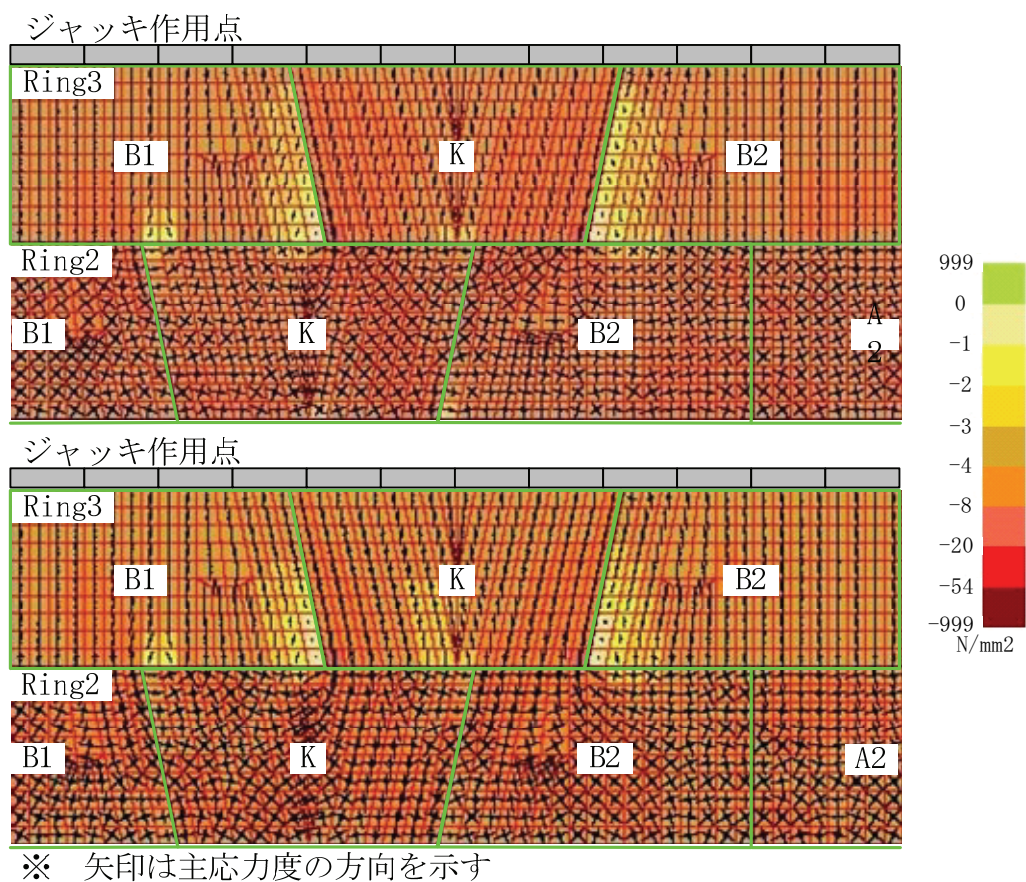 ジャッキ作用点
Ring3
B1
K
B2
Ring2
B1
K
B2
A
2
ジャッキ作用点
Ring3
B1
K
B2
Ring2
B1
K
B2
A2
999
0
-1
-2
-3
-4
-8
-20
-54
-999
N/mm2
※ 矢印は主応力度の方向を示す